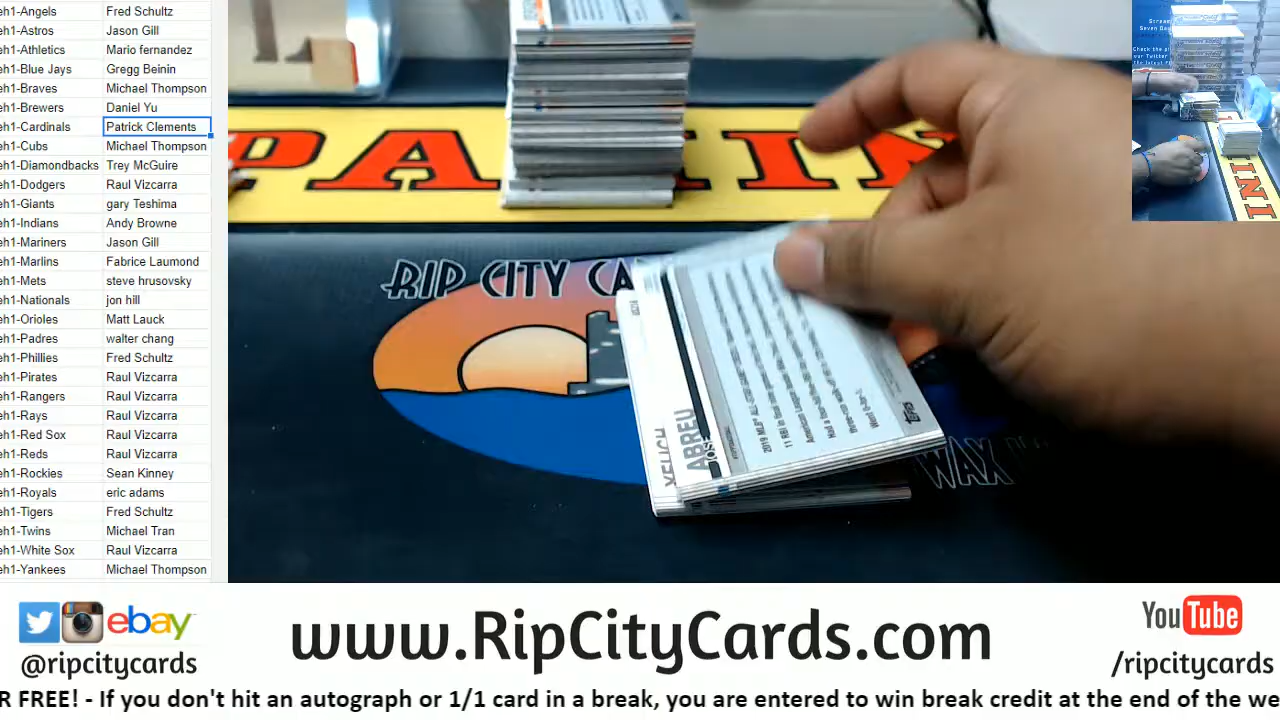 eh1-Angels Fred Schultz
eh1-Astros Jason Gill
eh1-Athletics Mario fernandez
eh1-Blue Jays Gregg Beinin
eh1-Braves Michael Thompson
eh1-Brewers Daniel Yu
eh1-Cardinals Patrick Clements
eh1-Cubs Michael Thompson
eh1-Diamondbacks Trey McGuire
eh1-Dodgers Raul Vizcarra
eh1-Giants gary Teshima
eh1-Indians Andy Browne
eh1-Mariners Jason Gill
eh1-Marlins Fabrice Laumond
eh1-Mets steve hrusovsky
eh1-Nationals jon hill
eh1-Orioles Matt Lauck
eh1-Padres walter chang
eh1-Phillies Fred Schultz
eh1-Pirates Raul Vizcarra
eh1-Rangers Raul Vizcarra
eh1-Rays Raul Vizcarra
eh1-Red Sox Raul Vizcarra
eh1-Reds Raul Vizcarra
eh1-Rockies Sean Kinney
eh1-Royals eric adams
eh1-Tigers Fred Schultz
eh1-Twins Michael Tran
eh1-White Sox Raul Vizcarra
eh1-Yankees Michael Thompson
PANIN
RIP CITY CA
WAX
YELICH
ABREU
JOSE
Topps
Stream
Seven Day
INI
ebay
@ripcitycards
www.RipCityCards.com
YouTube
/ripcitycards
R FREE! - If you don't hit an autograph or 1/1 card in a break, you are entered to win break credit at the end of the we